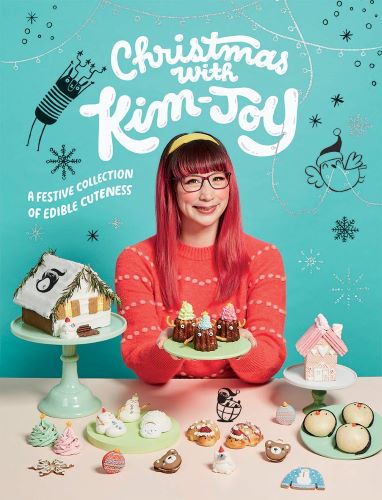 Christmas
with
Kim-Joy
A FESTIVE COLLECTION
OF EDIBLE CUTENESS